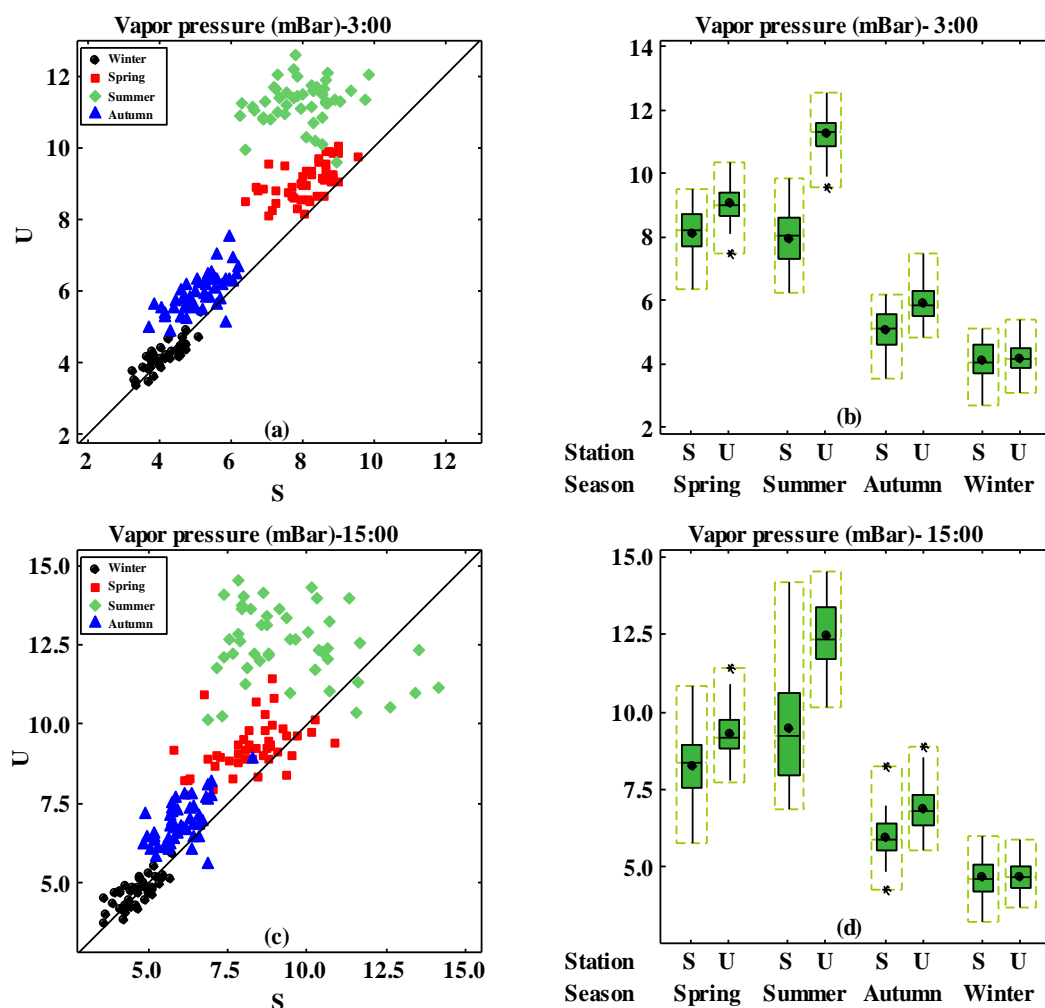 Vapor pressure (mBar)-3:00
12
10
8
6
4
2
U
Winter
Spring
Summer
Autumn
(a)
2 4 6 8 10 12
S
Vapor pressure (mBar)- 3:00
14
12
10
8
6
4
2
(b)
Station S U S U S U S U
Season Spring Summer Autumn Winter
Vapor pressure (mBar)-15:00
15.0
12.5
10.0
7.5
5.0
U
Winter
Spring
Summer
Autumn
(c)
5.0 7.5 10.0 12.5 15.0
S
Vapor pressure (mBar)- 15:00
15.0
12.5
10.0
7.5
5.0
(d)
Station S U S U S U S U
Season Spring Summer Autumn Winter